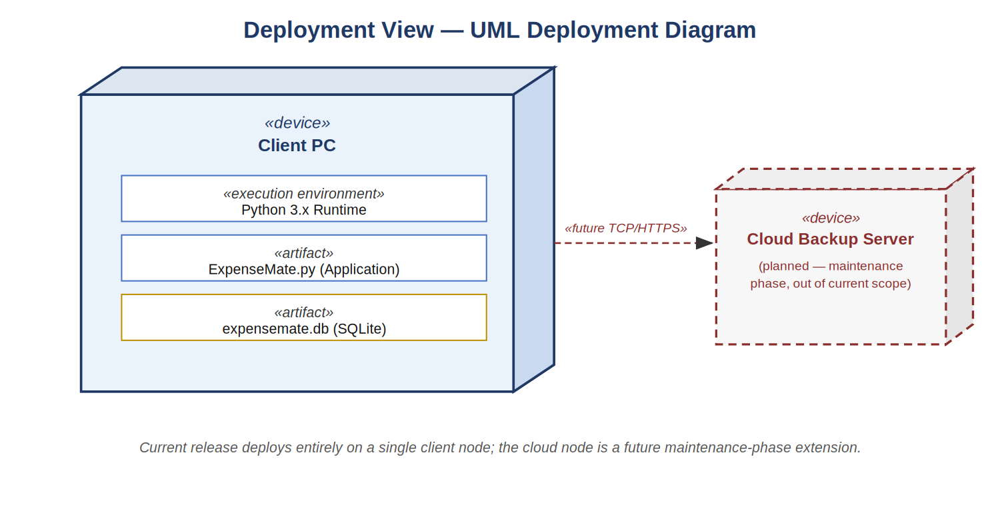 Deployment View — UML Deployment Diagram
«device»
Client PC
«execution environment»
Python 3.x Runtime
«artifact»
ExpenseMate.py (Application)
«artifact»
expensemate.db (SQLite)
«future TCP/HTTPS»
«device»
Cloud Backup Server
(planned — maintenance
phase, out of current scope)
Current release deploys entirely on a single client node; the cloud node is a future maintenance-phase extension.